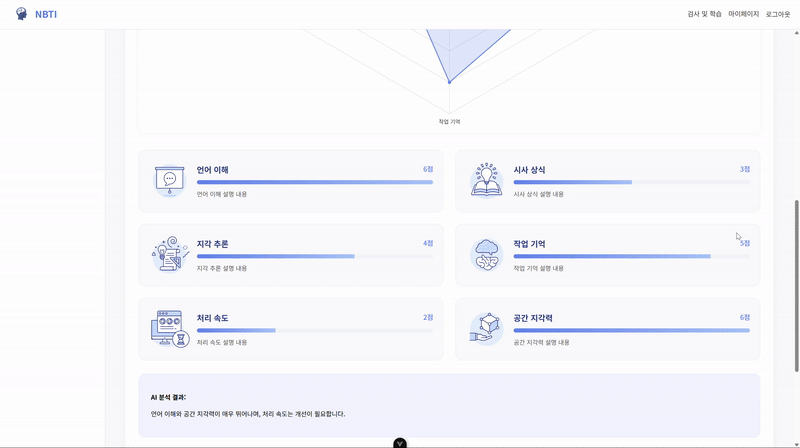 NBTI
검사 및 학습 마이페이지 로그아웃
작업 기억
언어 이해 6점
언어 이해 설명 내용
시사 상식 3점
시사 상식 설명 내용
지각 추론 4점
지각 추론 설명 내용
작업 기억 5점
작업 기억 설명 내용
처리 속도 2점
처리 속도 설명 내용
공간 지각력 6점
공간 지각력 설명 내용
AI 분석 결과:
언어 이해와 공간 지각력이 매우 뛰어나며, 처리 속도는 개선이 필요합니다.